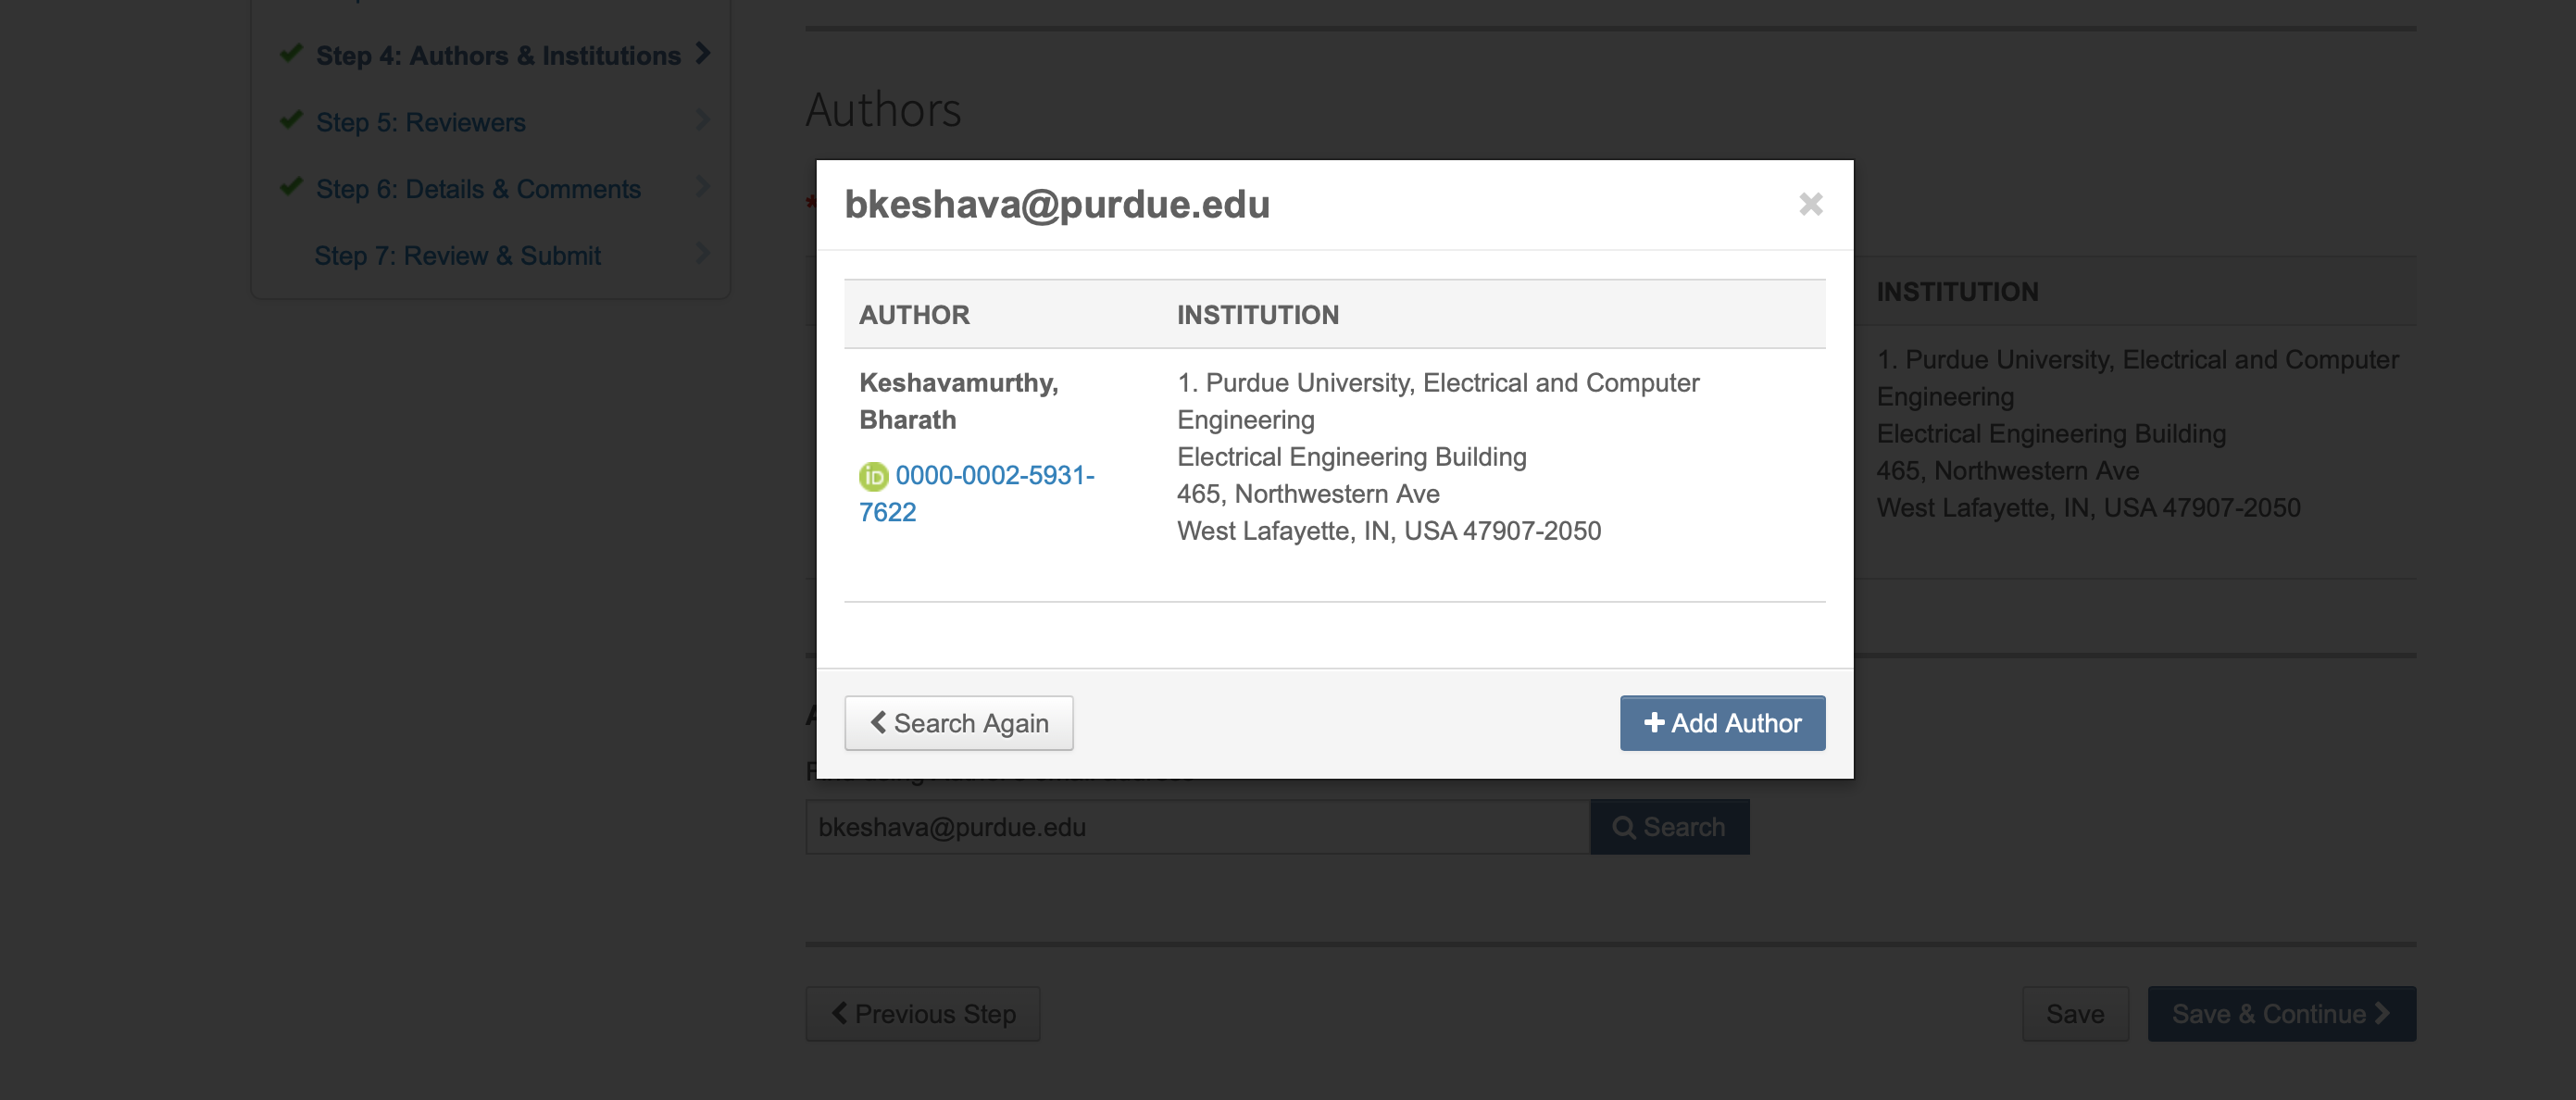 Step 4: Authors & Institutions
Step 5: Reviewers
Step 6: Details & Comments
Step 7: Review & Submit
Authors
*
bkeshava@purdue.edu
AUTHOR
INSTITUTION
Keshavamurthy,
Bharath
iD 0000-0002-5931-
7622
1. Purdue University, Electrical and Computer
Engineering
Electrical Engineering Building
465, Northwestern Ave
West Lafayette, IN, USA 47907-2050
Search Again
+ Add Author
INSTITUTION
1. Purdue University, Electrical and Computer
Engineering
Electrical Engineering Building
465, Northwestern Ave
West Lafayette, IN, USA 47907-2050
bkeshava@purdue.edu
Search
Previous Step
Save
Save & Continue